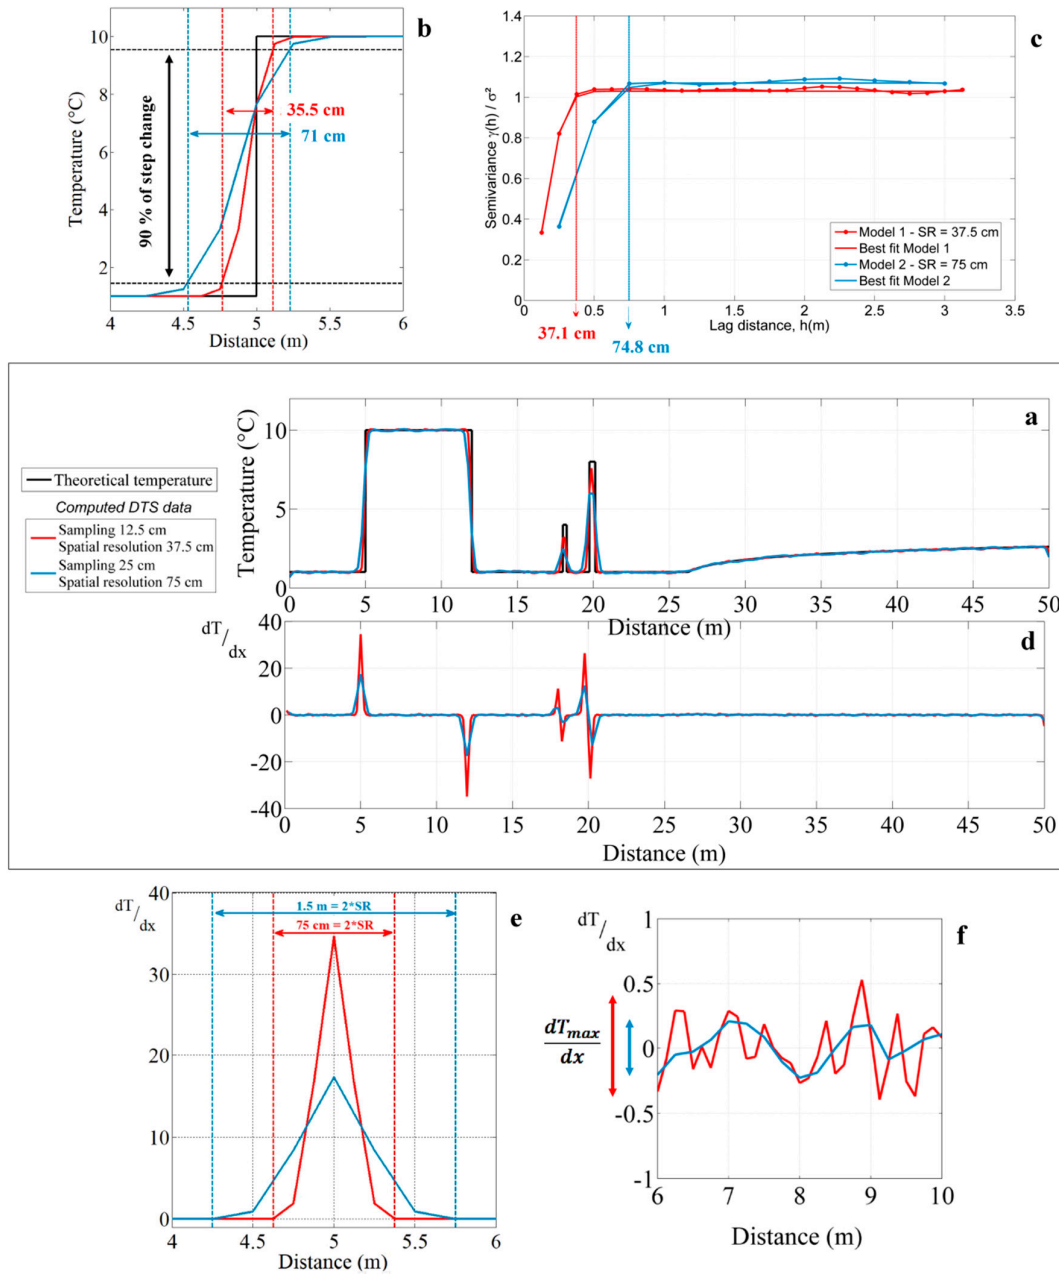 b
10
8
6
4
2
Temperature (°C)
90 % of step change
35.5 cm
71 cm
4
4.5
5
5.5
6
Distance (m)
c
1.4
1.2
1
0.8
0.6
0.4
0.2
0
Semivariance γ(h) / σ²
Model 1 - SR = 37.5 cm
Best fit Model 1
Model 2 - SR = 75 cm
Best fit Model 2
0
0.5
1
1.5
2
2.5
3
3.5
Lag distance, h(m)
37.1 cm
74.8 cm
Theoretical temperature
Computed DTS data
Sampling 12.5 cm
Spatial resolution 37.5 cm
Sampling 25 cm
Spatial resolution 75 cm
a
10
5
0
Temperature (°C)
0
5
10
15
20
25
30
35
40
45
50
Distance (m)
dT/dx
d
40
20
0
-20
-40
0
5
10
15
20
25
30
35
40
45
50
Distance (m)
dT/dx
e
40
30
20
10
0
1.5 m = 2*SR
75 cm = 2*SR
4
4.5
5
5.5
6
Distance (m)
dT/dx
f
1
0.5
0
-0.5
-1
dTmax
dx
6
7
8
9
10
Distance (m)